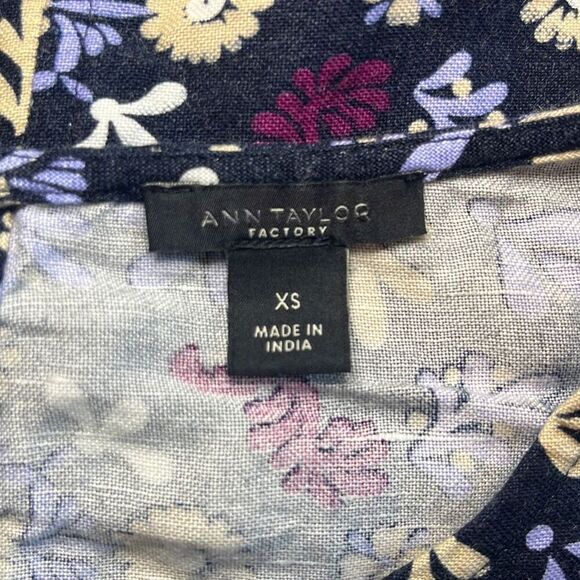 ANN TAYLOR
FACTORY
XS
MADE IN
INDIA